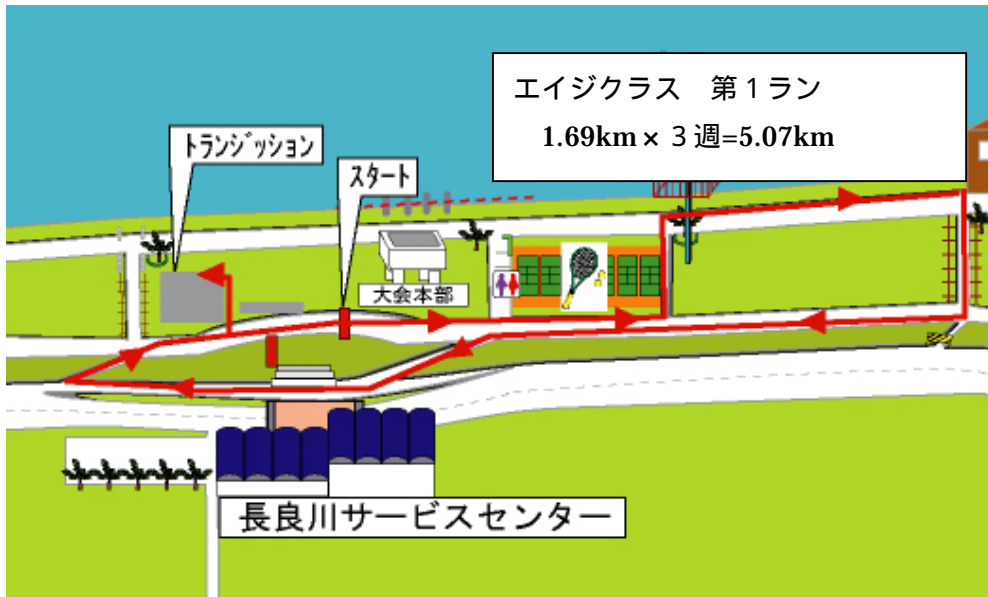 エイジクラス　第１ラン
1.69km×３週=5.07km
ﾄﾗﾝｼﾞｯｼｮﾝ
ｽﾀｰﾄ
大会本部
長良川サービスセンター